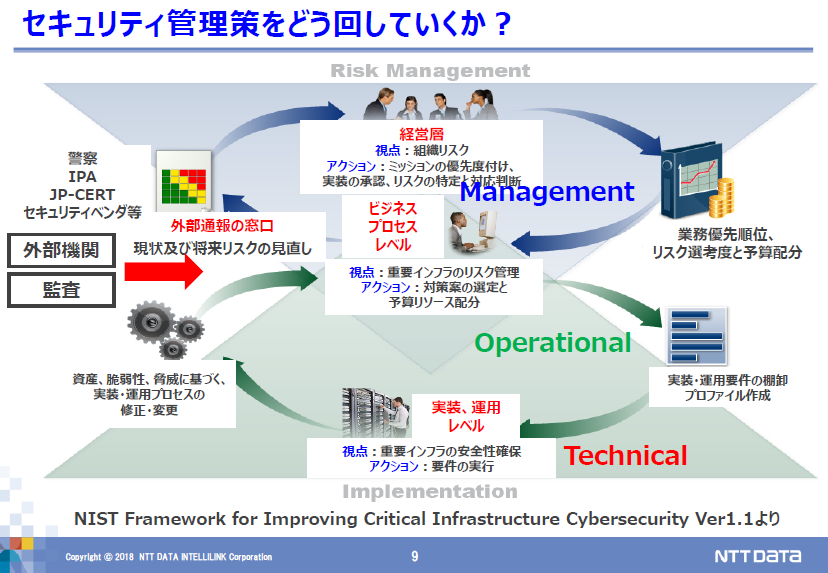 セキュリティ管理策をどう回していくか？
Risk Management
経営層
視点：組織リスク
アクション：ミッションの優先度付け、
実装の承認、リスクの特定と対応判断
Management
警察
IPA
JP-CERT
セキュリティベンダ等
外部通報の窓口
現状及び将来リスクの見直し
外部機関
監査
ビジネス
プロセス
レベル
視点：重要インフラのリスク管理
アクション：対策案の選定と
予算リソース配分
業務優先順位、
リスク選考度と予算配分
Operational
実装・運用要件の棚卸
プロファイル作成
資産、脆弱性、脅威に基づく、
実装・運用プロセスの
修正・変更
実装、運用
レベル
視点：重要インフラの安全性確保
アクション：要件の実行
Technical
Implementation
NIST Framework for Improving Critical Infrastructure Cybersecurity Ver1.1より
Copyright © 2018 NTT DATA INTELLILINK Corporation
9
NTT DATA